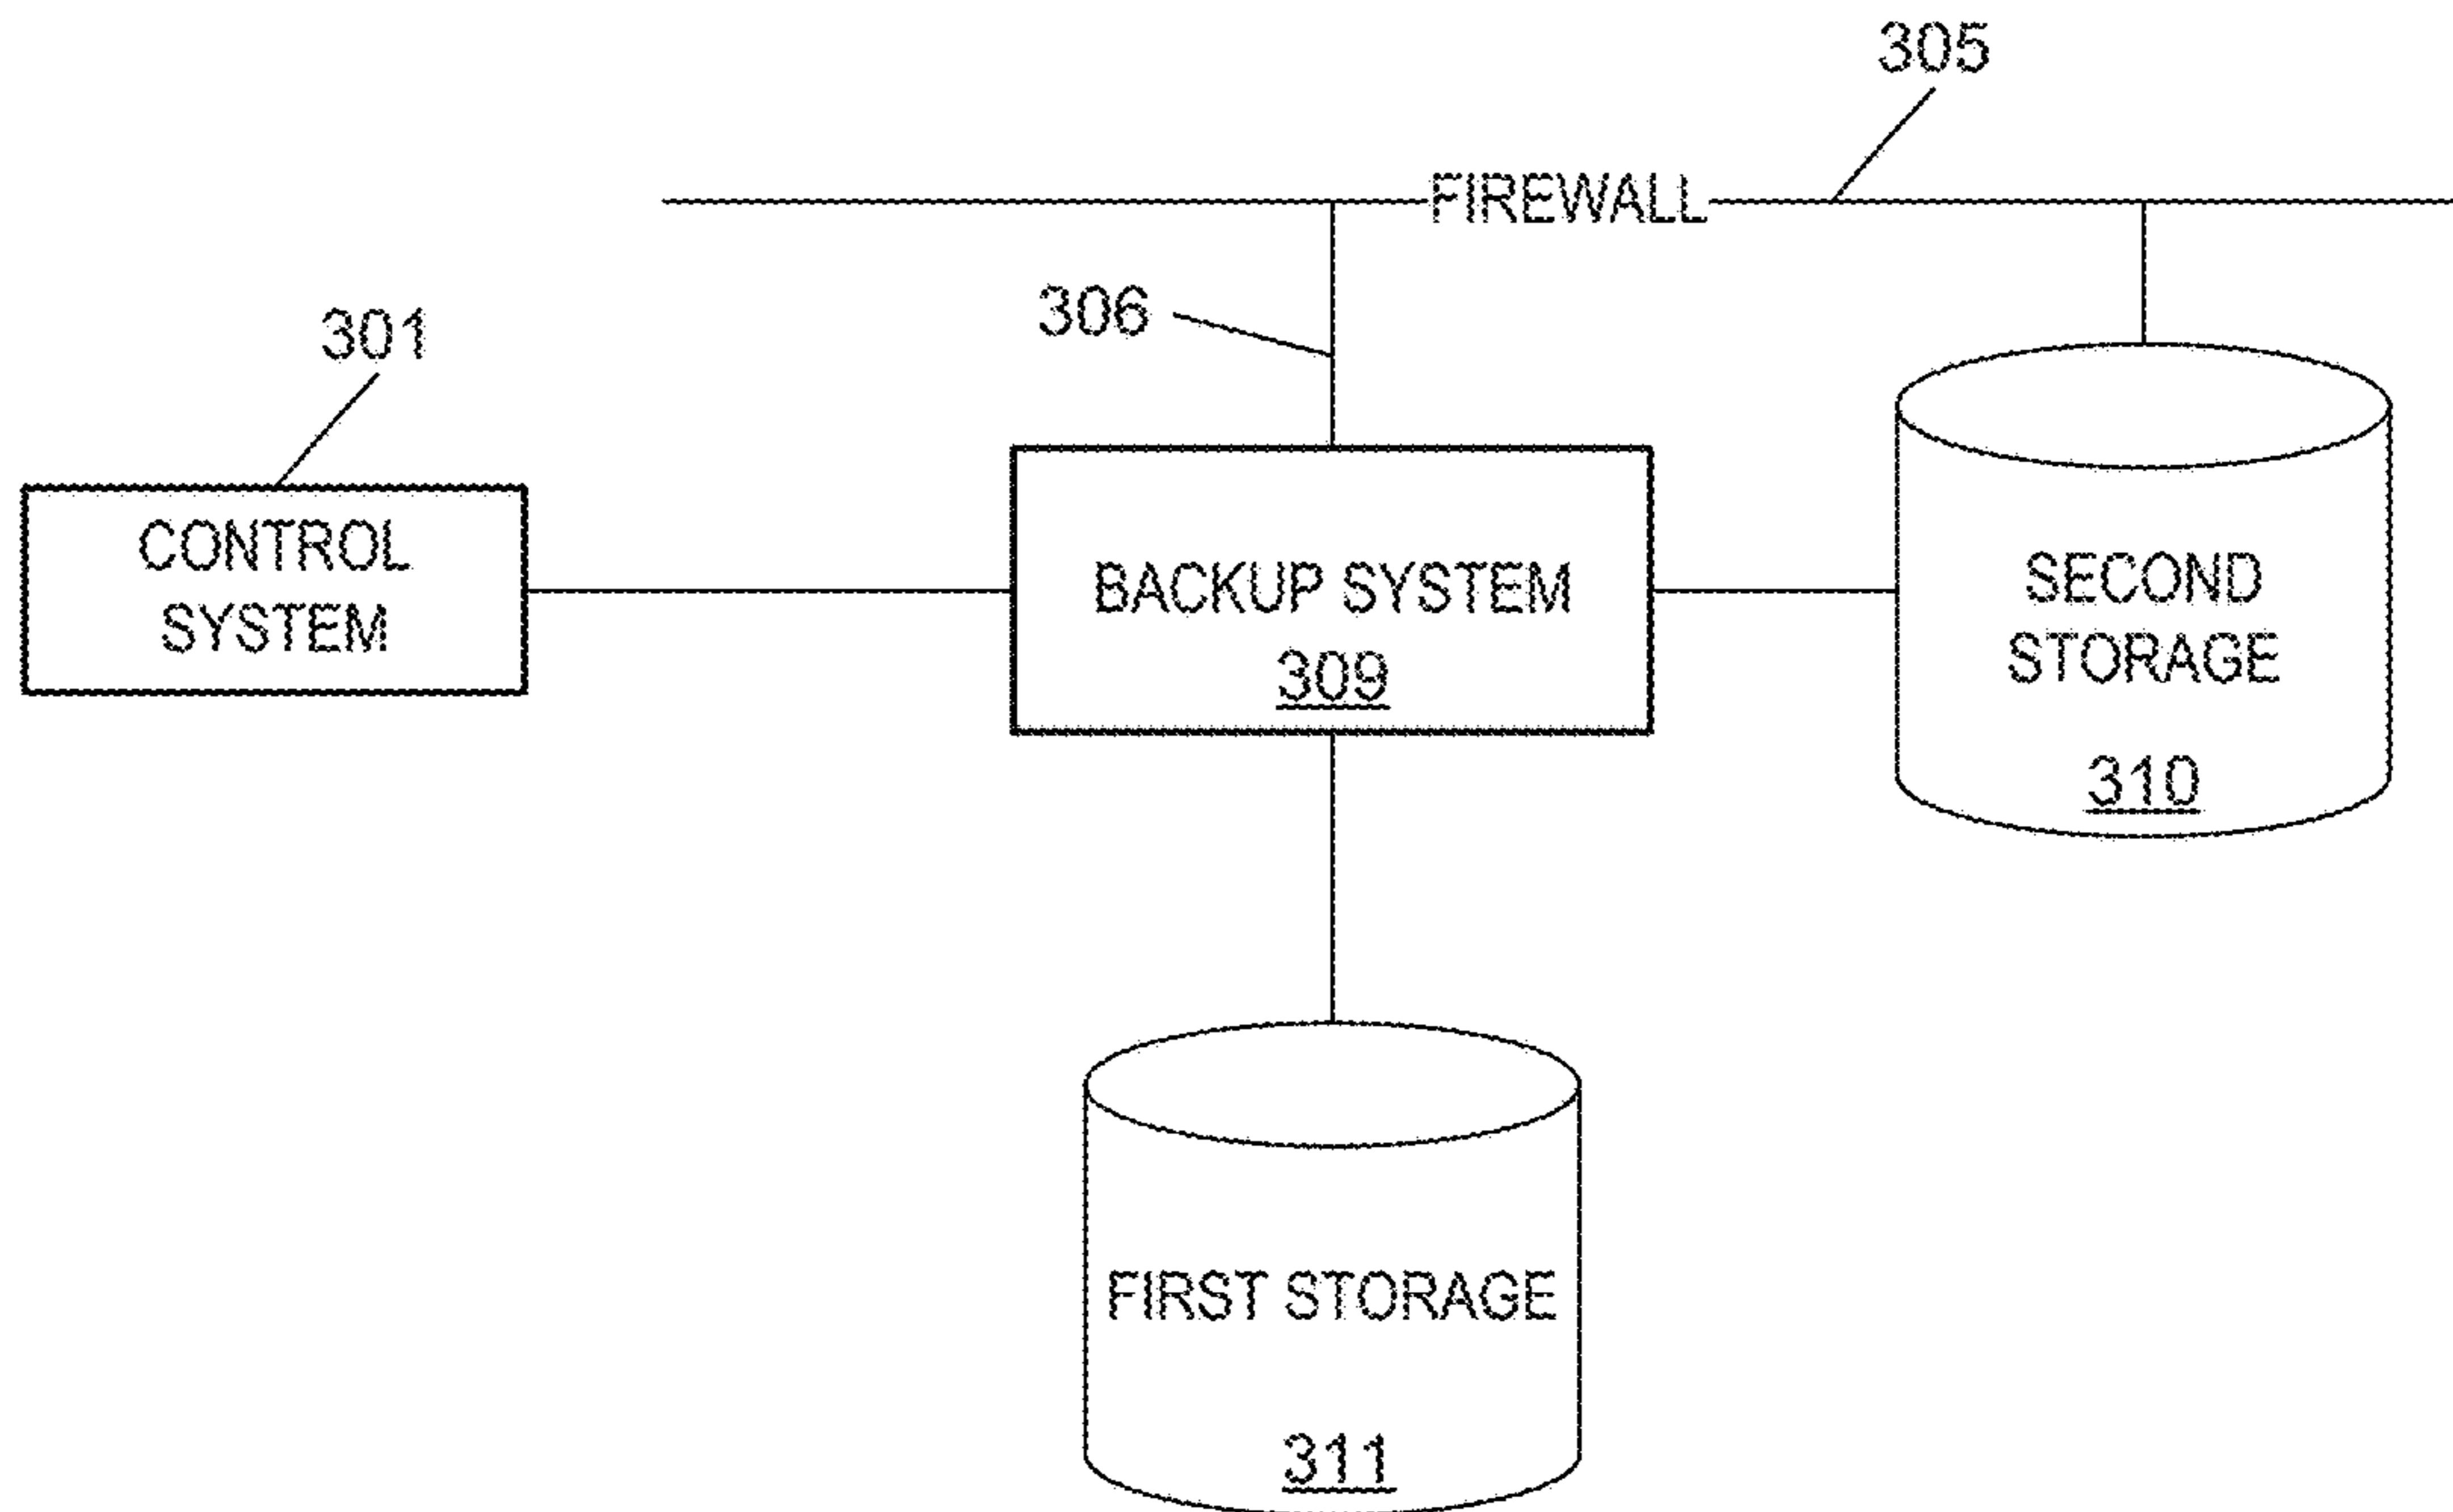 305
FIREWALL
306
301
CONTROL
SYSTEM
BACKUP SYSTEM
309
SECOND
STORAGE
310
FIRST STORAGE
311